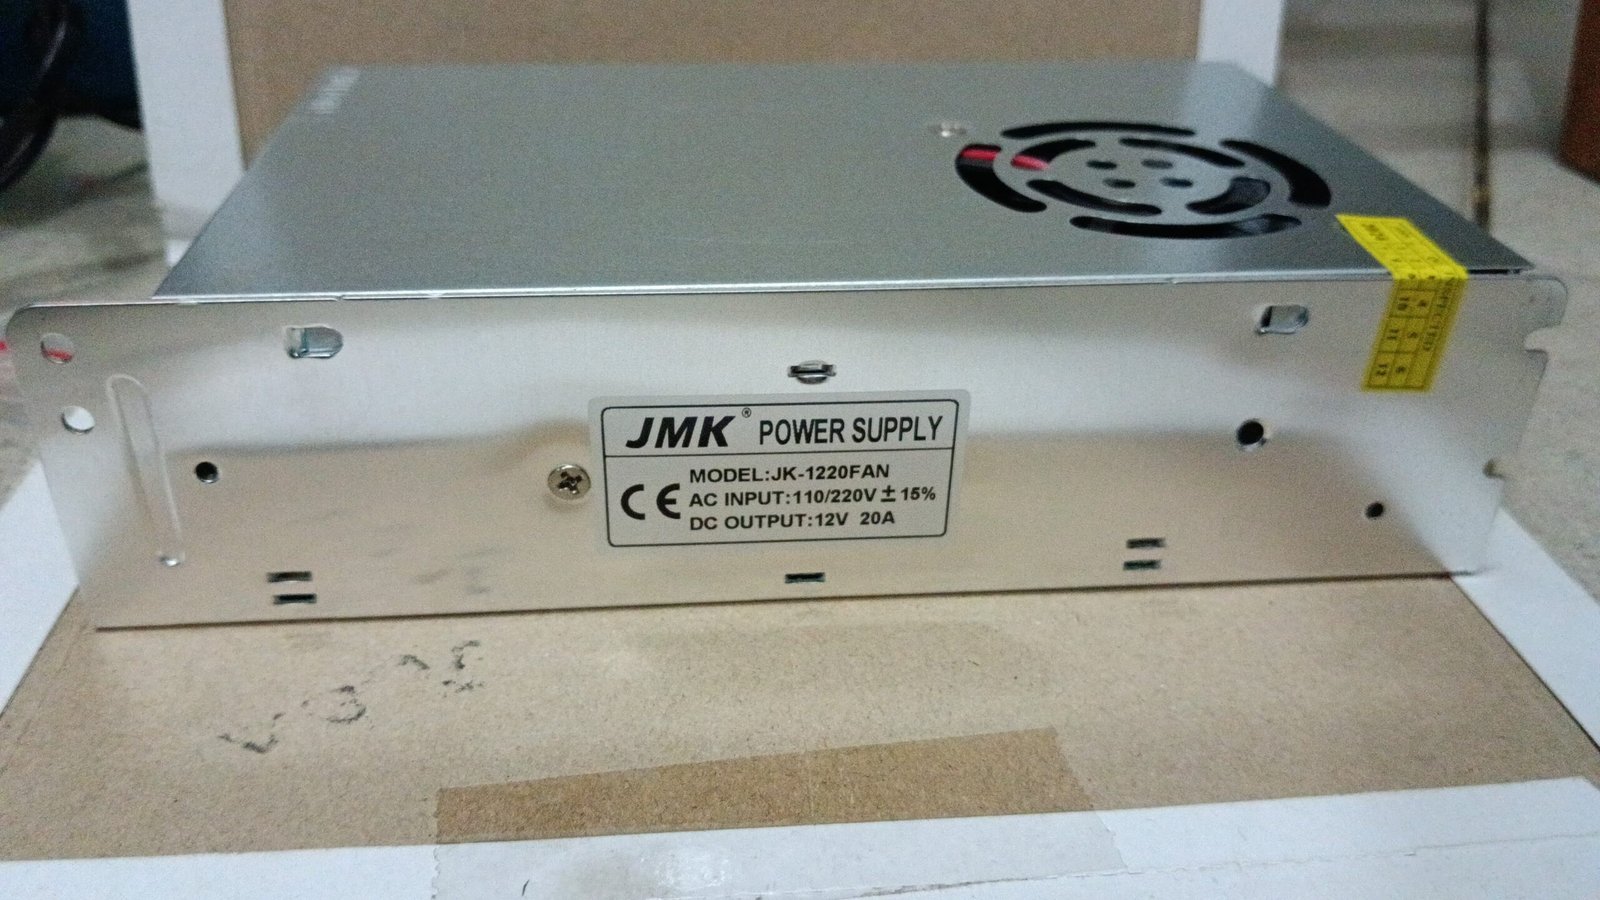 JMK® POWER SUPPLY
MODEL:JK-1220FAN
CE AC INPUT:110/220V ± 15%
DC OUTPUT:12V 20A